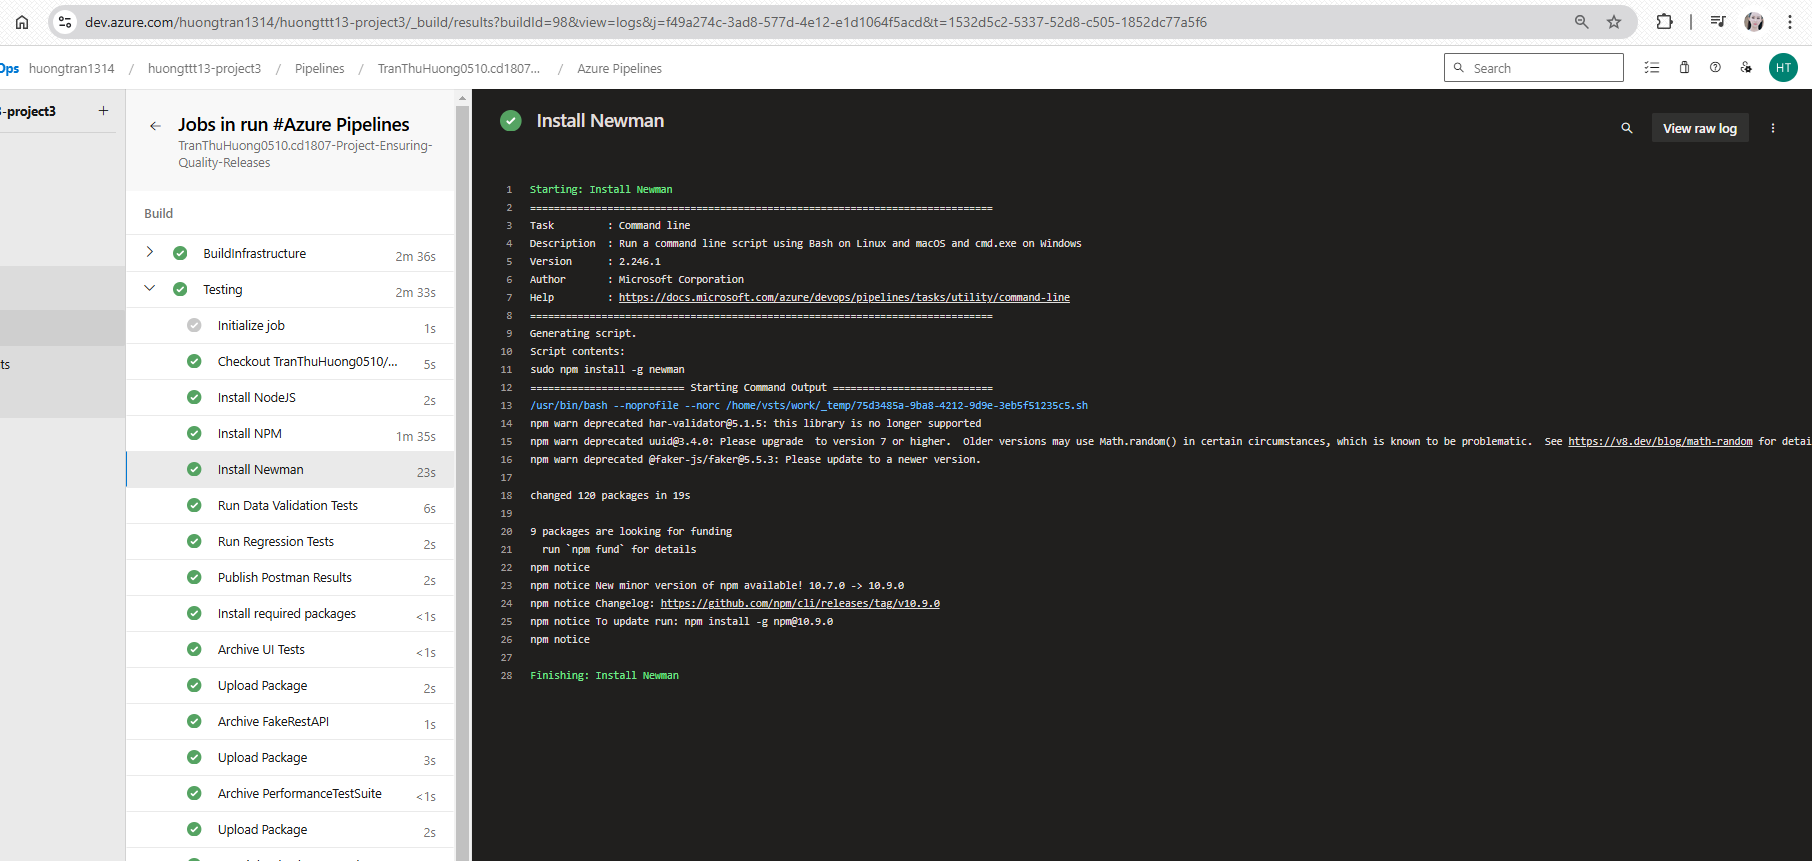 dev.azure.com/huongtran1314/huongttt13-project3/_build/results?buildId=98&view=logs&j=f49a274c-3ad8-577d-4e12-e1d1064f5acd&t=1532d5c2-5337-52d8-c505-1852dc77a5f6
Ops huongtran1314 / huongttt13-project3 / Pipelines / TranThuHuong0510.cd1807... / Azure Pipelines
Search
HT
3-project3 +
ts
Jobs in run #Azure Pipelines
TranThuHuong0510.cd1807-Project-Ensuring-
Quality-Releases
Build
BuildInfrastructure 2m 36s
Testing 2m 33s
Initialize job 1s
Checkout TranThuHuong0510/... 5s
Install NodeJS 2s
Install NPM 1m 35s
Install Newman 23s
Run Data Validation Tests 6s
Run Regression Tests 2s
Publish Postman Results 2s
Install required packages <1s
Archive UI Tests <1s
Upload Package 2s
Archive FakeRestAPI 1s
Upload Package 3s
Archive PerformanceTestSuite <1s
Upload Package 2s
Install Newman
View raw log
1 Starting: Install Newman
2 ==============================================================================
3 Task         : Command line
4 Description  : Run a command line script using Bash on Linux and macOS and cmd.exe on Windows
5 Version      : 2.246.1
6 Author       : Microsoft Corporation
7 Help         : https://docs.microsoft.com/azure/devops/pipelines/tasks/utility/command-line
8 ==============================================================================
9 Generating script.
10 Script contents:
11 sudo npm install -g newman
12 ========================== Starting Command Output ===========================
13 /usr/bin/bash --noprofile --norc /home/vsts/work/_temp/75d3485a-9ba8-4212-9d9e-3eb5f51235c5.sh
14 npm warn deprecated har-validator@5.1.5: this library is no longer supported
15 npm warn deprecated uuid@3.4.0: Please upgrade  to version 7 or higher.  Older versions may use Math.random() in certain circumstances, which is known to be problematic.  See https://v8.dev/blog/math-random for detai
16 npm warn deprecated @faker-js/faker@5.5.3: Please update to a newer version.
17
18 changed 120 packages in 19s
19
20 9 packages are looking for funding
21   run `npm fund` for details
22 npm notice
23 npm notice New minor version of npm available! 10.7.0 -> 10.9.0
24 npm notice Changelog: https://github.com/npm/cli/releases/tag/v10.9.0
25 npm notice To update run: npm install -g npm@10.9.0
26 npm notice
27
28 Finishing: Install Newman